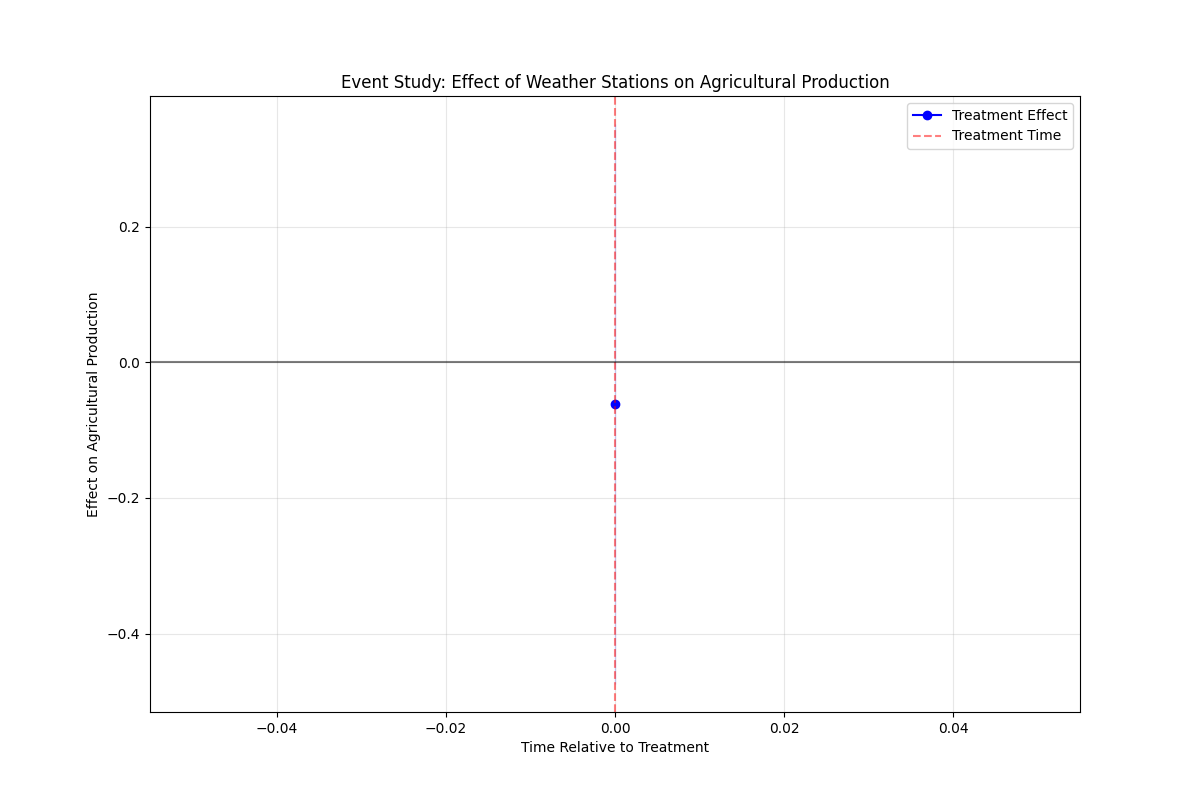 Event Study: Effect of Weather Stations on Agricultural Production
Treatment Effect
Treatment Time
Effect on Agricultural Production
0.2
0.0
−0.2
−0.4
−0.04
−0.02
0.00
0.02
0.04
Time Relative to Treatment